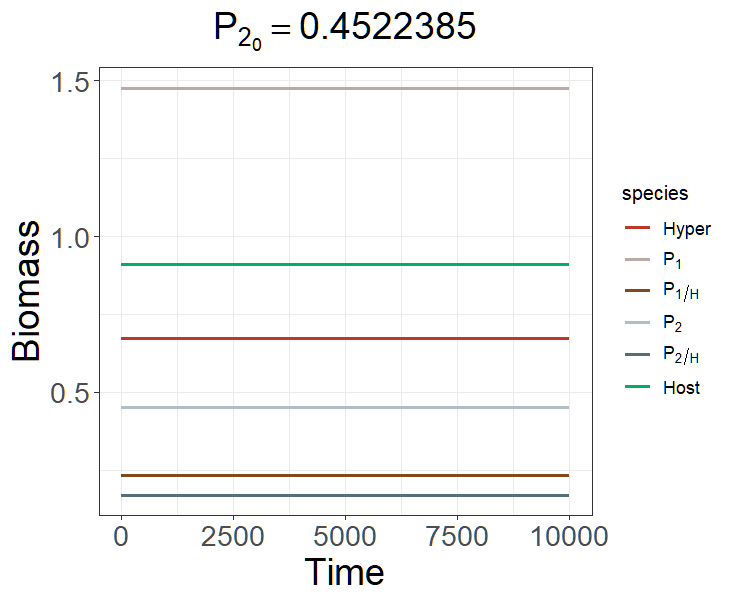 P₂₀ = 0.4522385
1.5
1.0
0.5
Biomass
0 2500 5000 7500 10000
Time
species
Hyper
P₁
P₁/H
P₂
P₂/H
Host